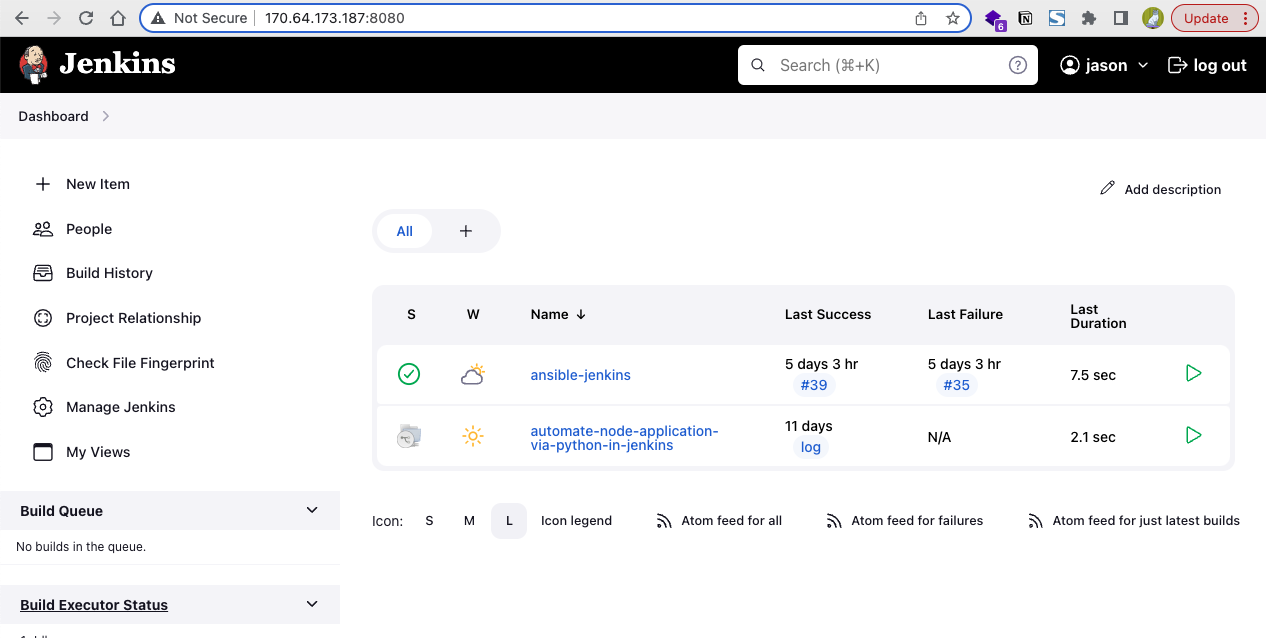 Not Secure 170.64.173.187:8080
6
Update
Jenkins
Search (⌘+K)
?
jason
log out
Dashboard
New Item
People
Build History
Project Relationship
Check File Fingerprint
Manage Jenkins
My Views
Build Queue
No builds in the queue.
Build Executor Status
Add description
All +
S W Name ↓ Last Success Last Failure Last
Duration
ansible-jenkins
5 days 3 hr
#39
5 days 3 hr
#35
7.5 sec
automate-node-application-
via-python-in-jenkins
11 days
log
N/A
2.1 sec
Icon: S M L Icon legend Atom feed for all Atom feed for failures Atom feed for just latest builds